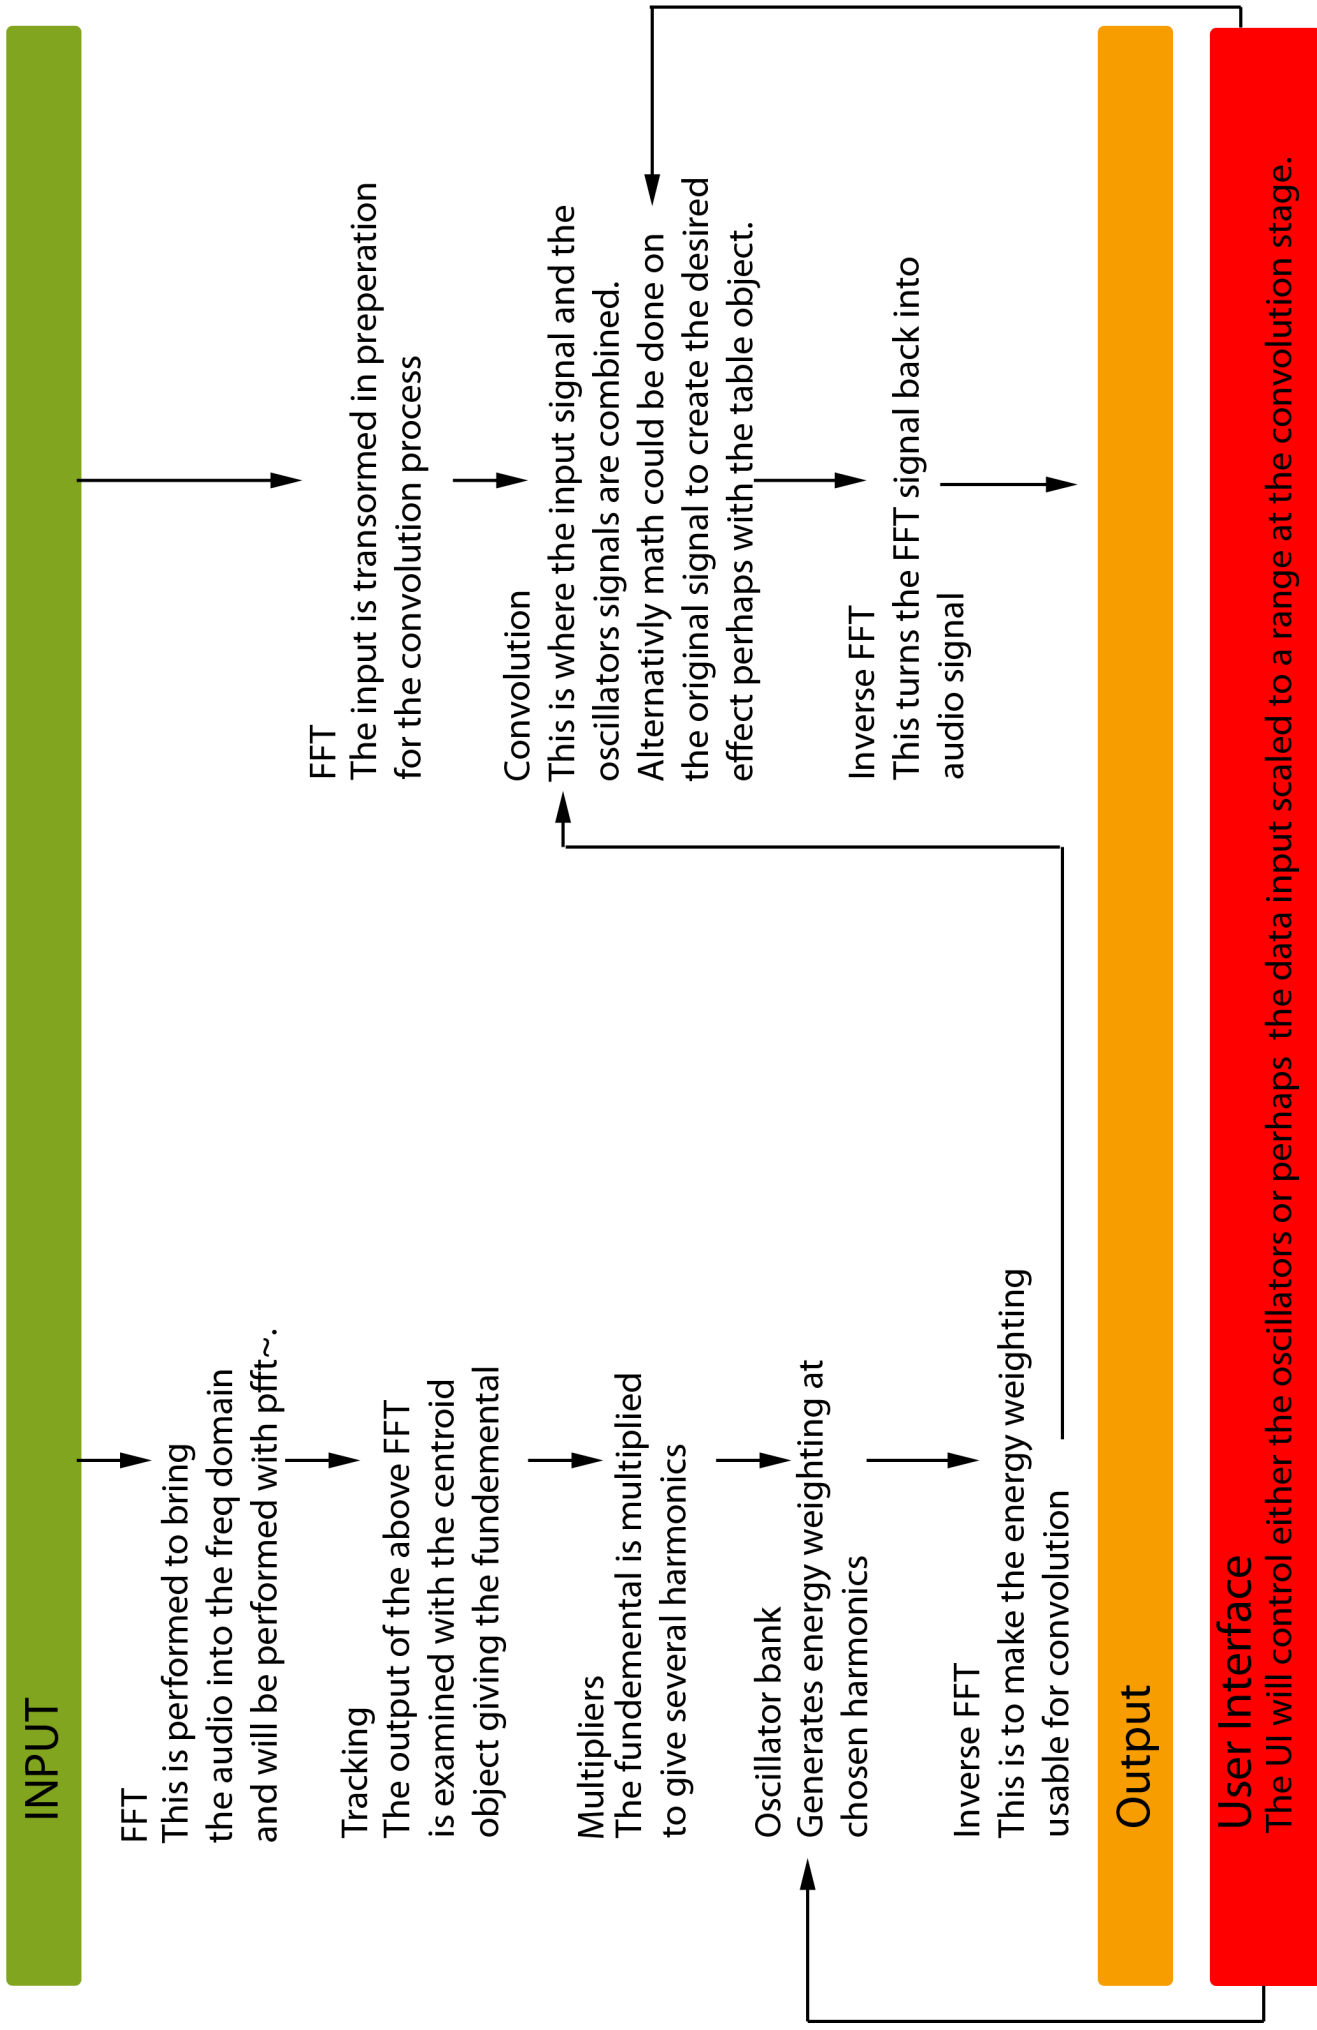 INPUT
FFT
This is performed to bring
the audio into the freq domain
and will be performed with pfft~.
Tracking
The output of the above FFT
is examined with the centroid
object giving the fundemental
Multipliers
The fundemental is multiplied
to give several harmonics
Oscillator bank
Generates energy weighting at
chosen harmonics
Inverse FFT
This is to make the energy weighting
usable for convolution
FFT
The input is transormed in preperation
for the convolution process
Convolution
This is where the input signal and the
oscillators signals are combined.
Alternativly math could be done on
the original signal to create the desired
effect perhaps with the table object.
Inverse FFT
This turns the FFT signal back into
audio signal
Output
User Interface
The UI will control either the oscillators or perhaps the data input scaled to a range at the convolution stage.